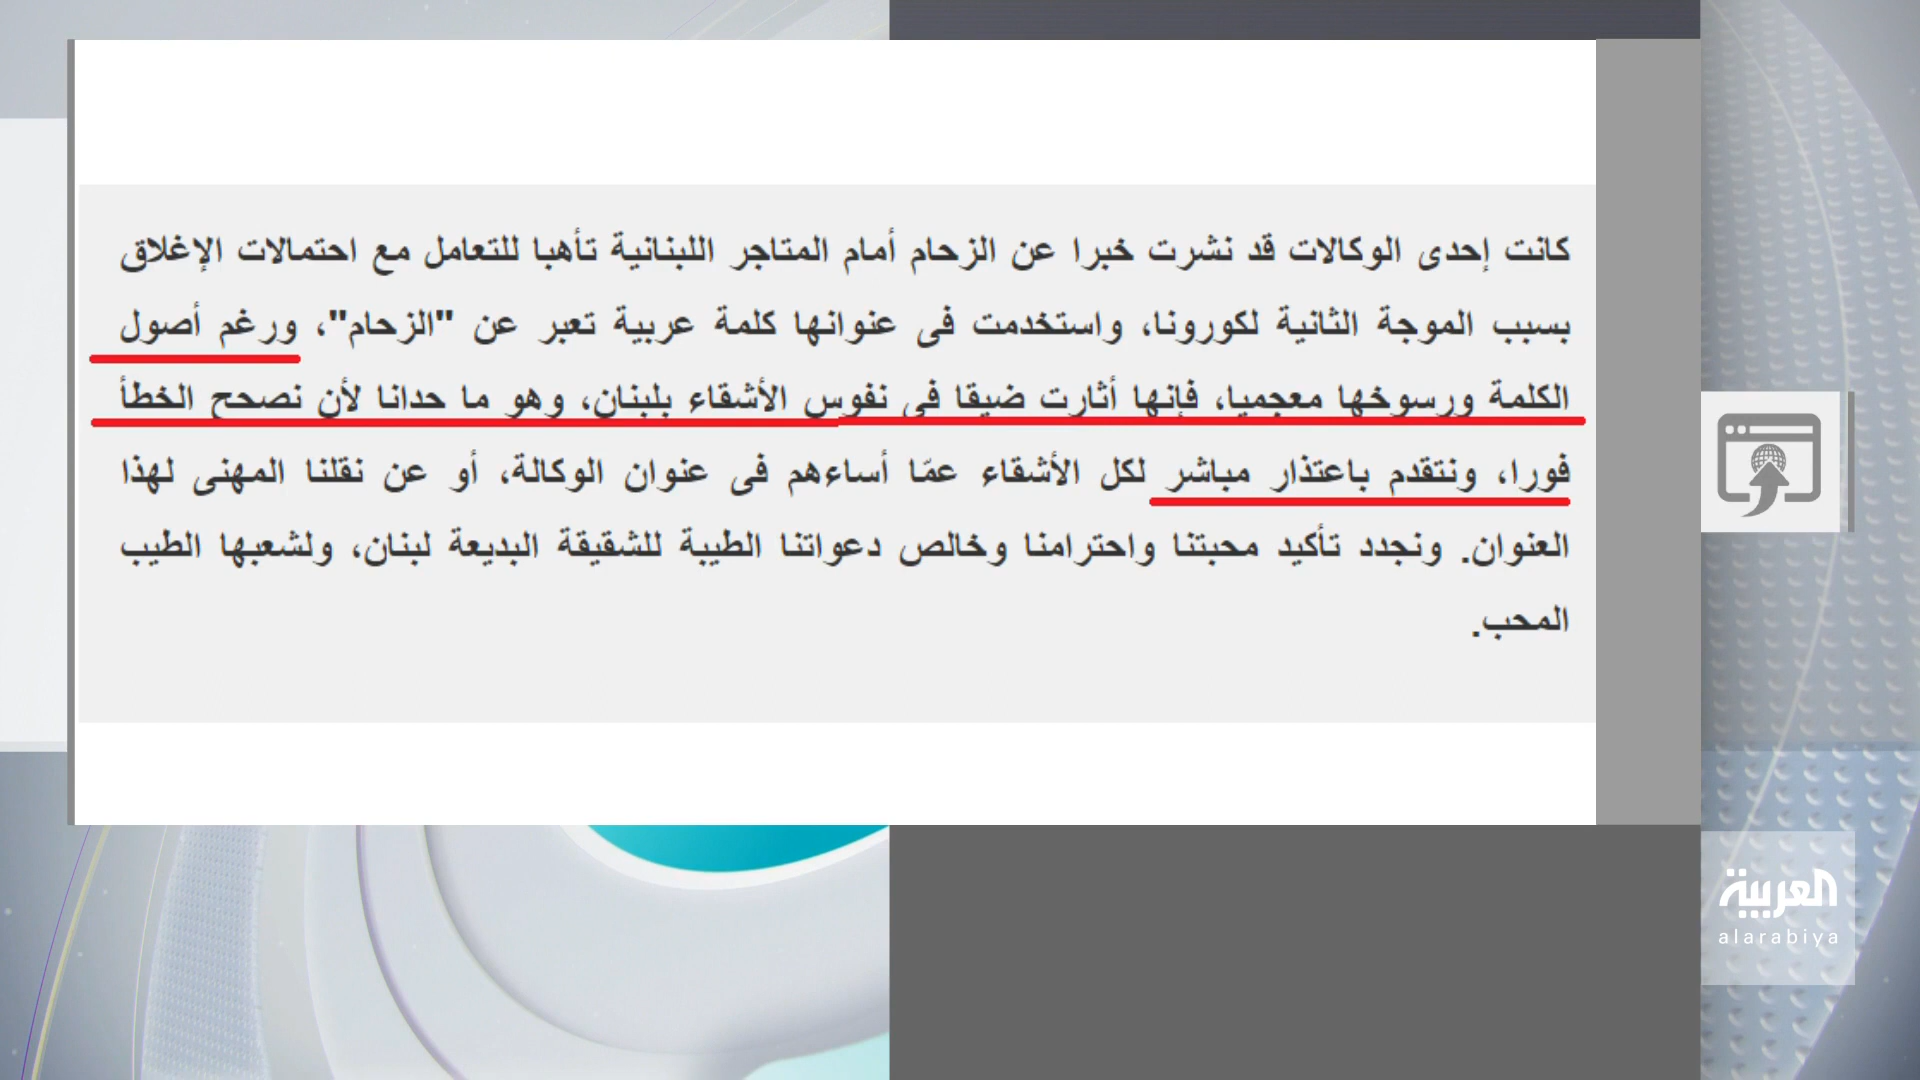 كانت إحدى الوكالات قد نشرت خبرا عن الزحام أمام المتاجر اللبنانية تأهبا للتعامل مع احتمالات الإغلاق
بسبب الموجة الثانية لكورونا، واستخدمت فى عنوانها كلمة عربية تعبر عن "الزحام"، ورغم أصول
الكلمة ورسوخها معجميا، فإنها أثارت ضيقا فى نفوس الأشقاء بلبنان، وهو ما حدانا لأن نصحح الخطأ
فورا، ونتقدم باعتذار مباشر لكل الأشقاء عمّا أساءهم فى عنوان الوكالة، أو عن نقلنا المهنى لهذا
العنوان. ونجدد تأكيد محبتنا واحترامنا وخالص دعواتنا الطيبة للشقيقة البديعة لبنان، ولشعبها الطيب
المحب.
العربية
alarabiya